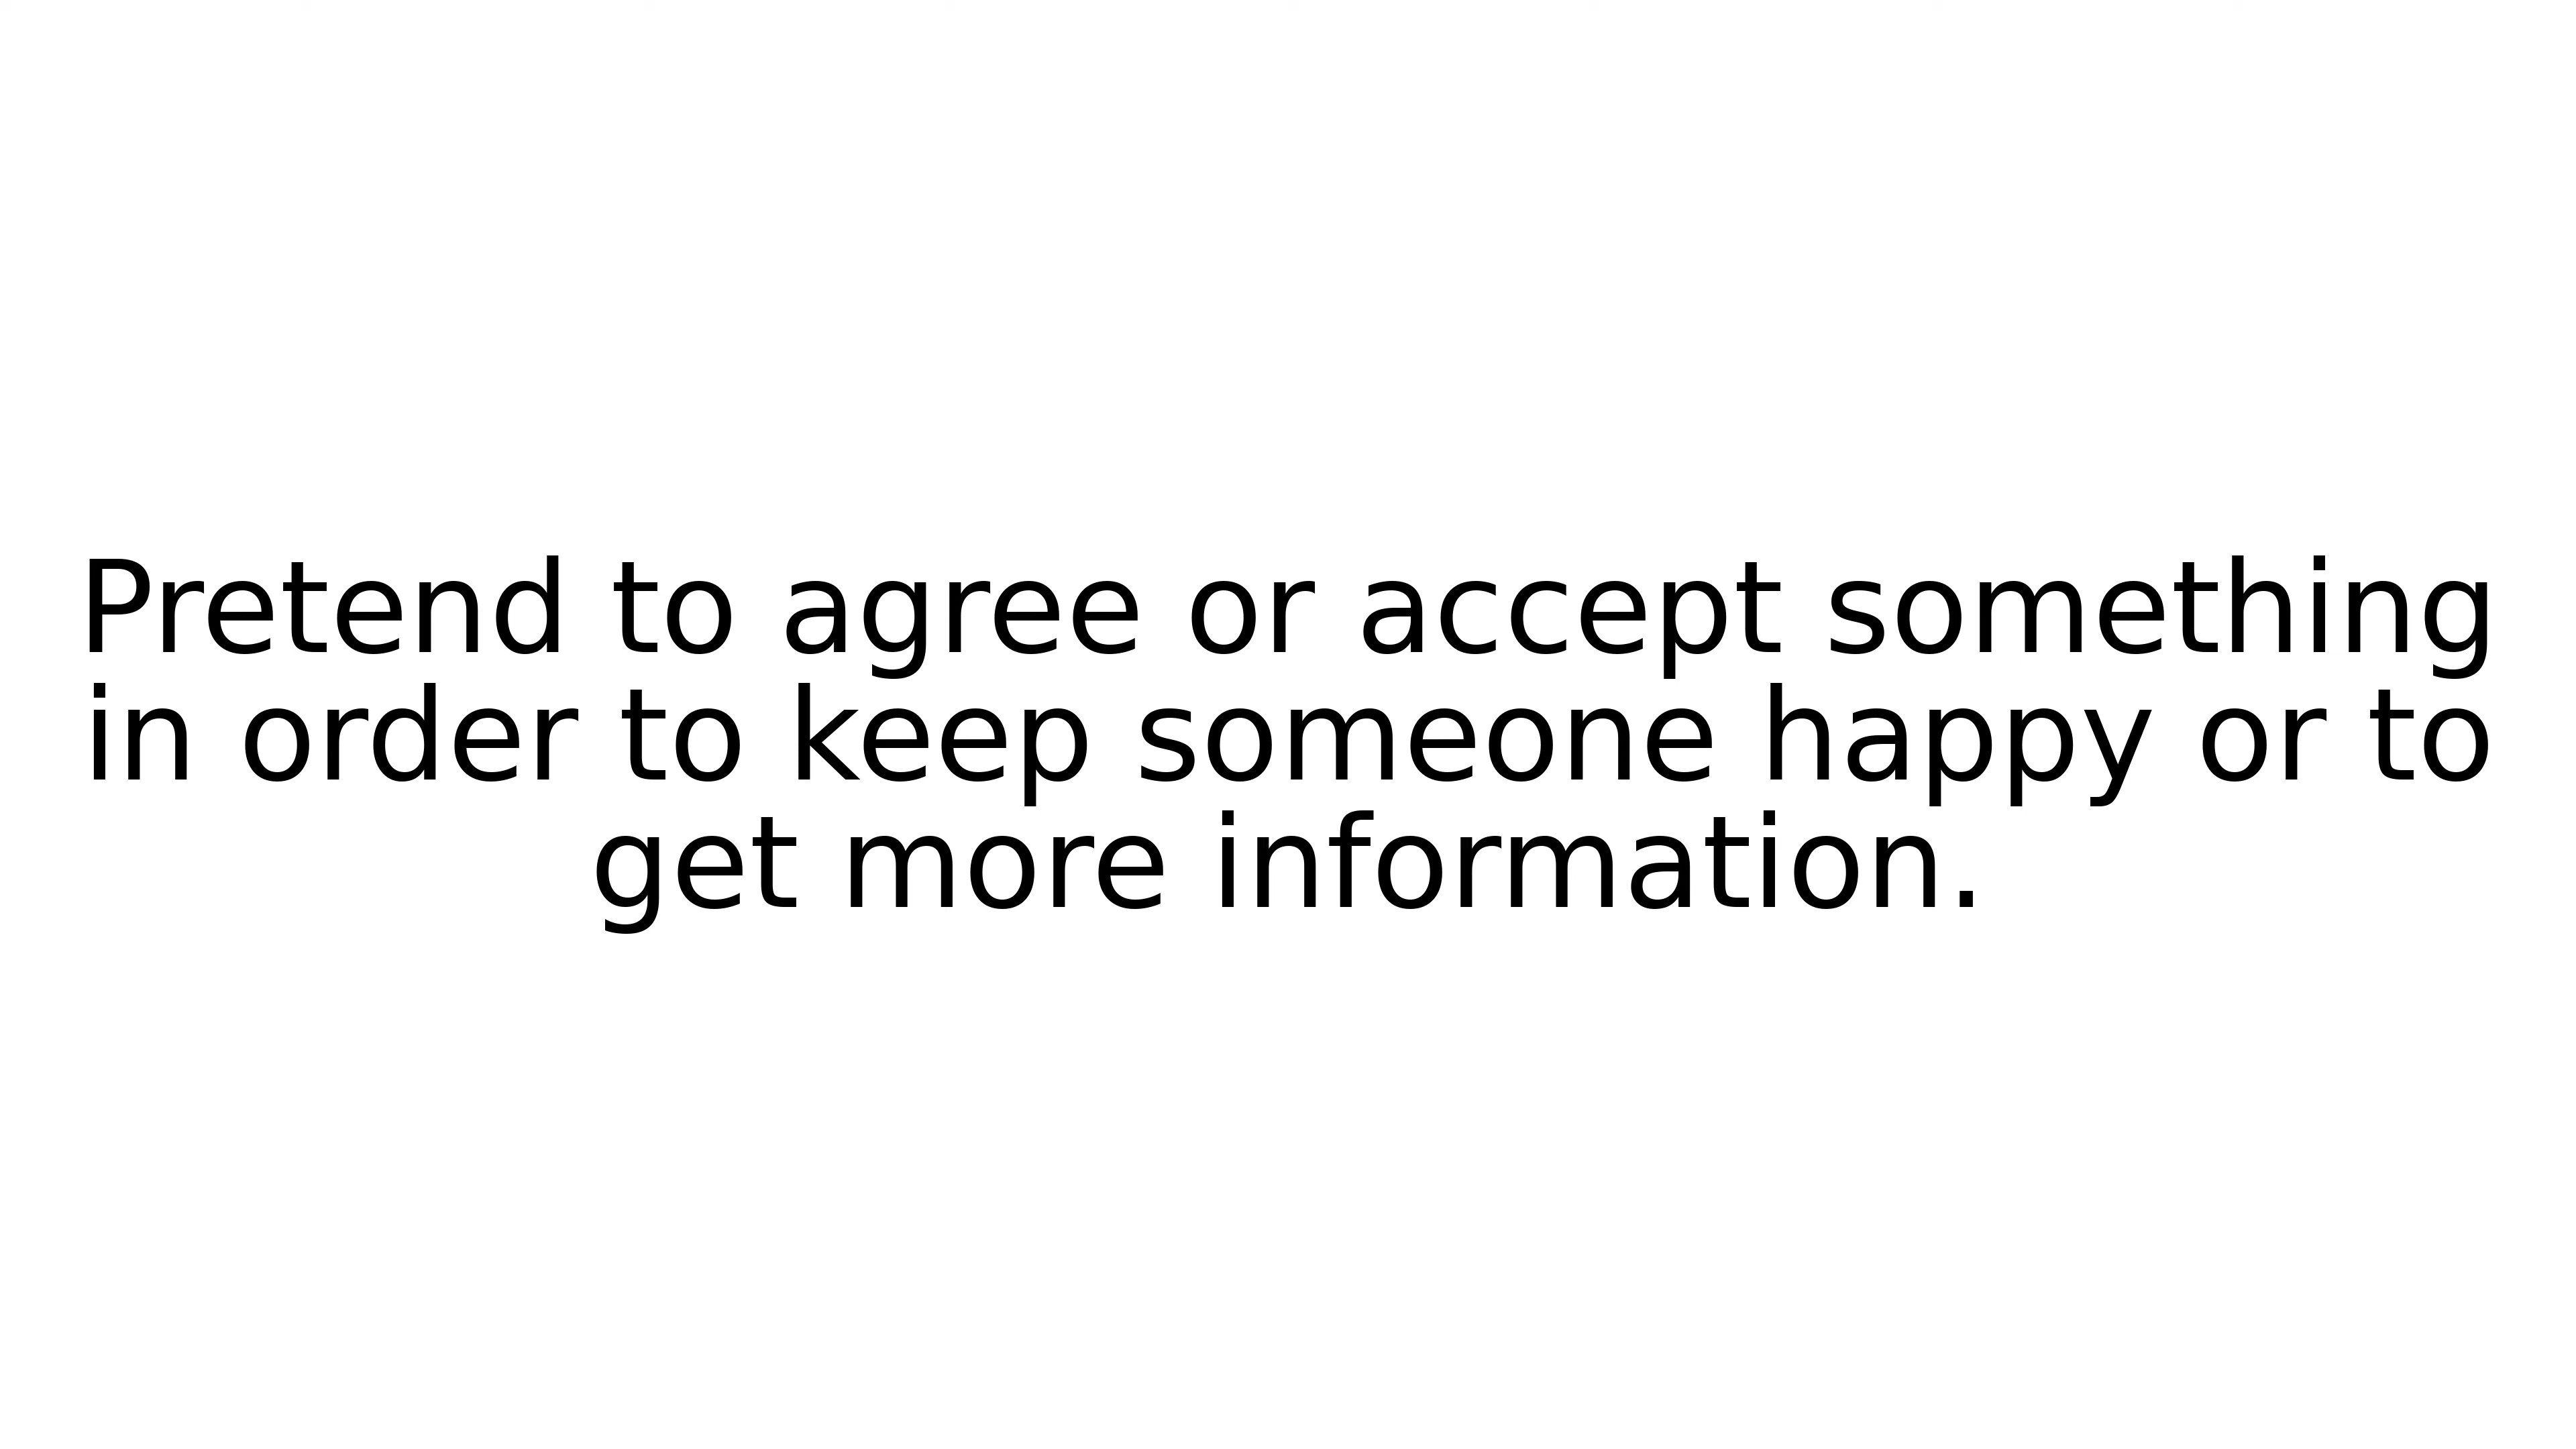 Pretend to agree or accept something
in order to keep someone happy or to
get more information.